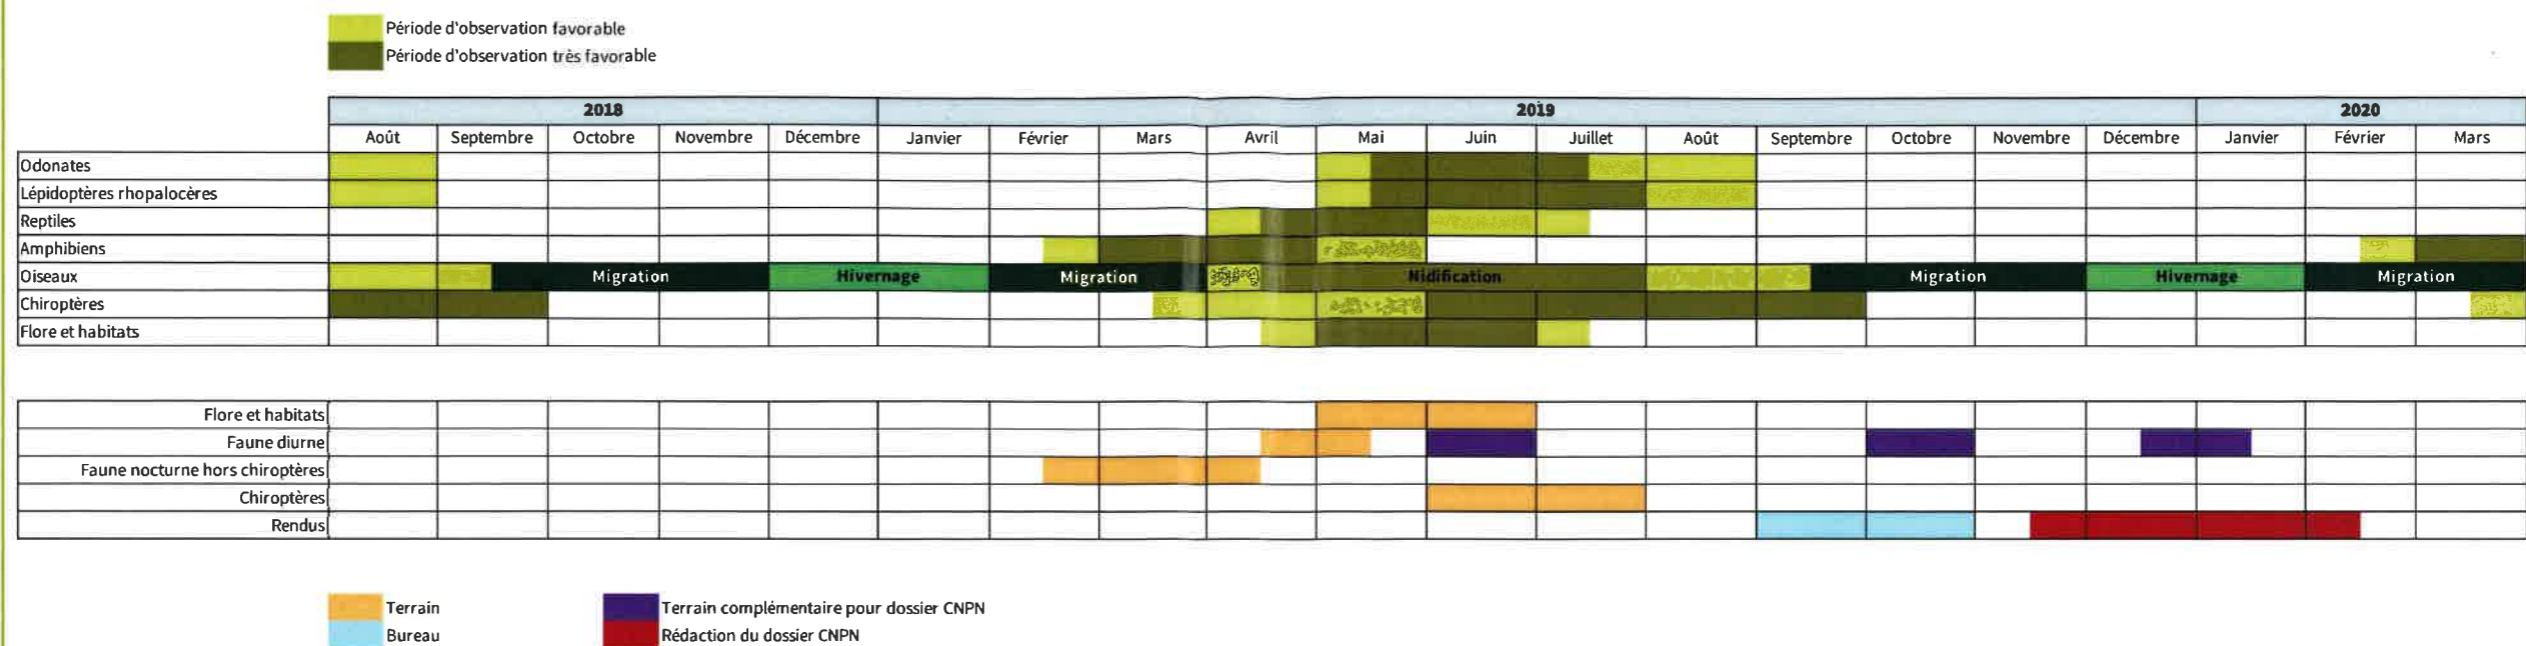 Période d'observation favorable
Période d'observation très favorable
2018 2019 2020
Août Septembre Octobre Novembre Décembre Janvier Février Mars Avril Mai Juin Juillet Août Septembre Octobre Novembre Décembre Janvier Février Mars
Odonates
Lépidoptères rhopalocères
Reptiles
Amphibiens
Oiseaux Migration Hivernage Migration Nidification Migration Hivernage Migration
Chiroptères
Flore et habitats
Flore et habitats
Faune diurne
Faune nocturne hors chiroptères
Chiroptères
Rendus
Terrain Terrain complémentaire pour dossier CNPN
Bureau Rédaction du dossier CNPN